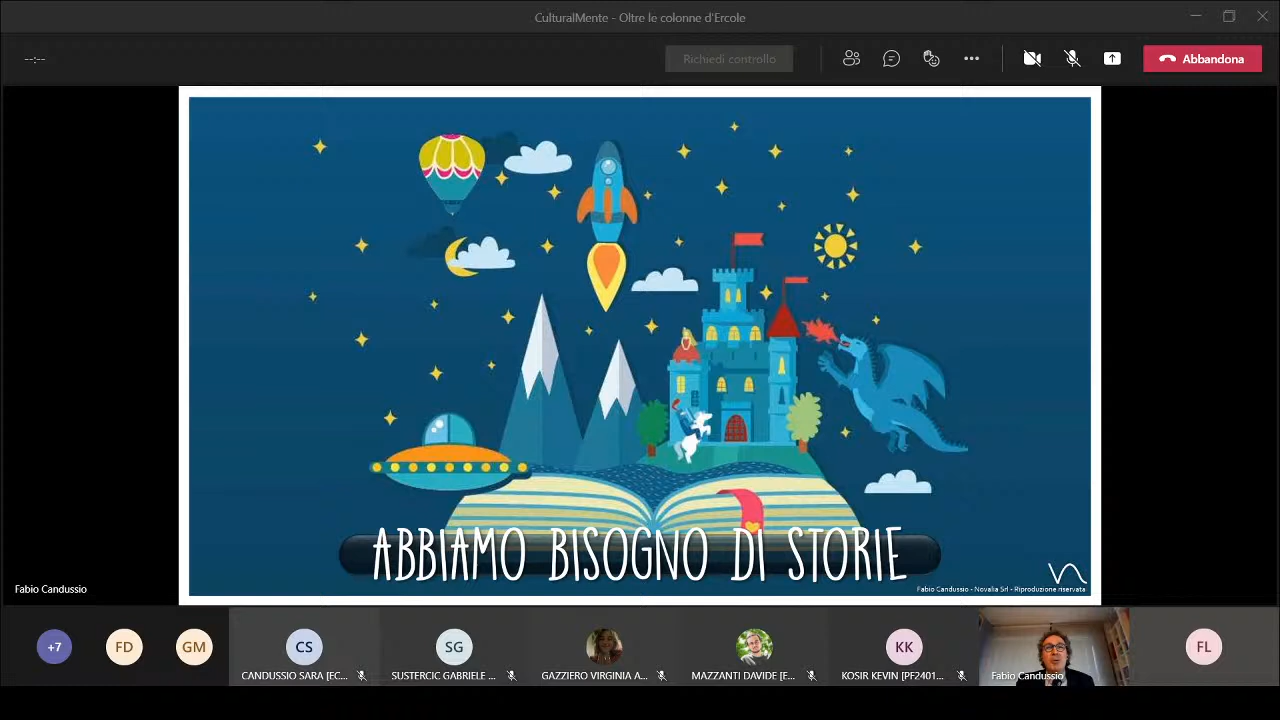 CulturalMente - Oltre le colonne d'Ercole
--:--
Richiedi controllo
Abbandona
ABBIAMO BISOGNO DI STORIE
Fabio Candussio - Novalia Srl - Riproduzione riservata
Fabio Candussio
+7
FD
GM
CS
SG
KK
FL
CANDUSSIO SARA [EC...
SUSTERCIC GABRIELE ...
GAZZIERO VIRGINIA A...
MAZZANTI DAVIDE [E...
KOSIR KEVIN [PF2401...
Fabio Candussio